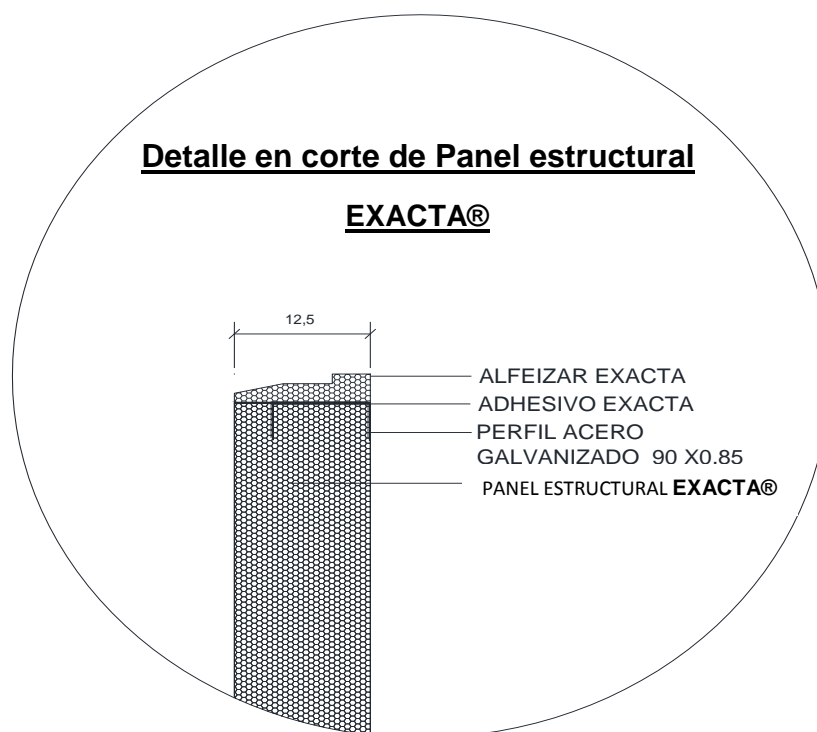 Detalle en corte de Panel estructural
EXACTA®
12,5
ALFEIZAR EXACTA
ADHESIVO EXACTA
PERFIL ACERO
GALVANIZADO 90 X0.85
PANEL ESTRUCTURAL EXACTA®